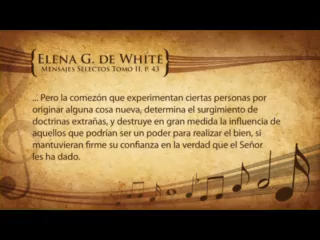 ELENA G. DE WHITE
MENSAJES SELECTOS TOMO II, P. 43
... Pero la comezón que experimentan ciertas personas por
originar alguna cosa nueva, determina el surgimiento de
doctrinas extrañas, y destruye en gran medida la influencia de
aquellos que podrían ser un poder para realizar el bien, si
mantuvieran firme su confianza en la verdad que el Señor
les ha dado.